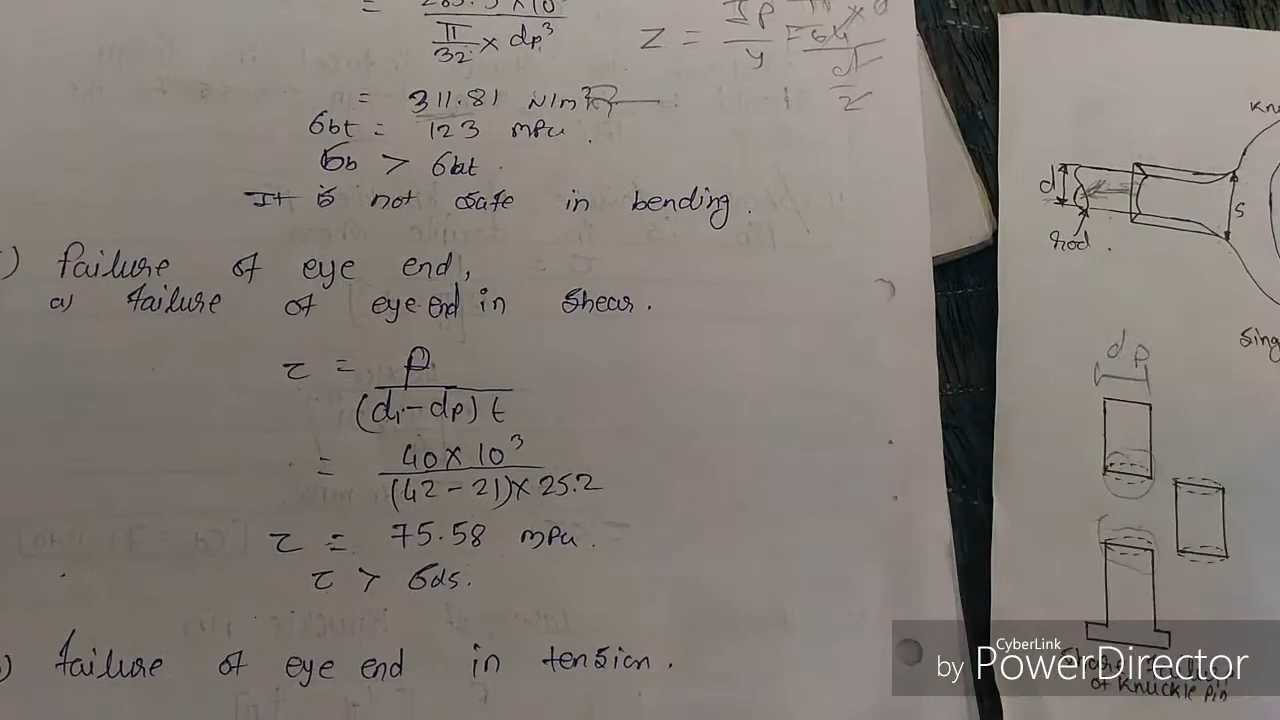 π/32 × dp³
Z = Ip/y =
= 311.81 N/m²
σbt = 123 mpa.
σb > σbt.
It is not safe in bending.
) failure of eye end,
a) failure of eye end in shear.
τ = P/(d1-dp) t
= 40×10³/(42-21)×25.2
τ = 75.58 mpa.
τ > σds.
) failure of eye end in tension.
d
s
rod.
dp
of knuckle pin
CyberLink
by PowerDirector